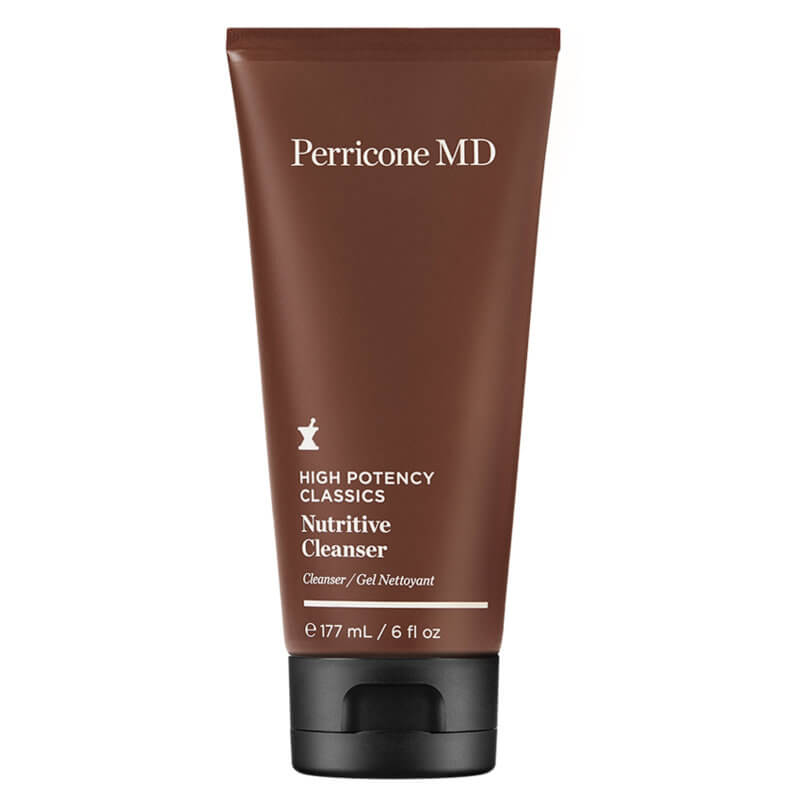 Perricone MD
HIGH POTENCY
CLASSICS
Nutritive
Cleanser
Cleanser / Gel Nettoyant
℮ 177 mL / 6 fl oz